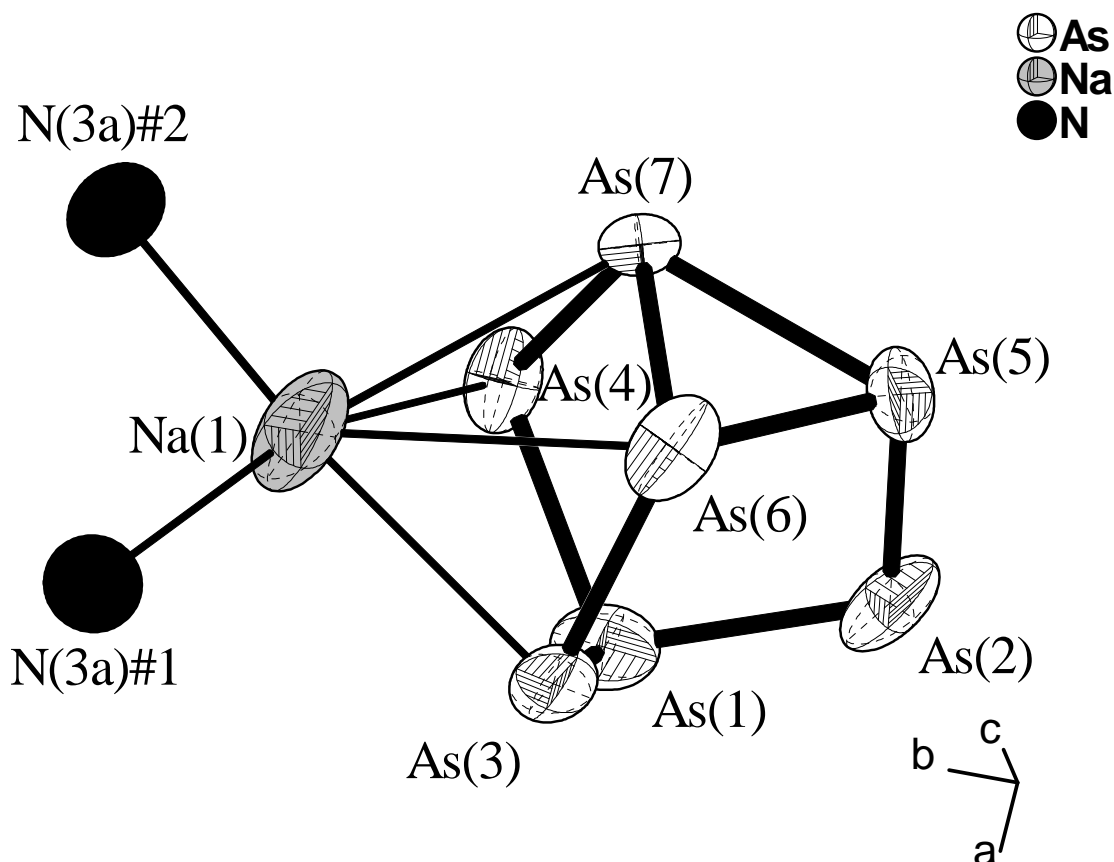 As
Na
N
N(3a)#2
As(7)
As(5)
As(4)
Na(1)
As(6)
N(3a)#1
As(2)
As(1)
As(3)
c
b
a